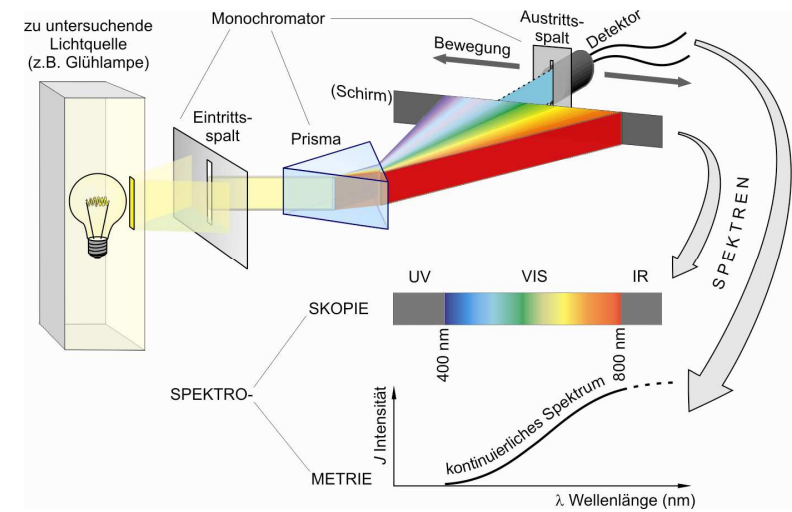 zu untersuchende
Lichtquelle
(z.B. Glühlampe)
Monochromator
Austritts-
spalt
Detektor
Bewegung
(Schirm)
Eintritts-
spalt
Prisma
SPEKTREN
UV
VIS
IR
SKOPIE
400 nm
800 nm
SPEKTRO-
J Intensität
kontinuierliches Spektrum
METRIE
λ Wellenlänge (nm)